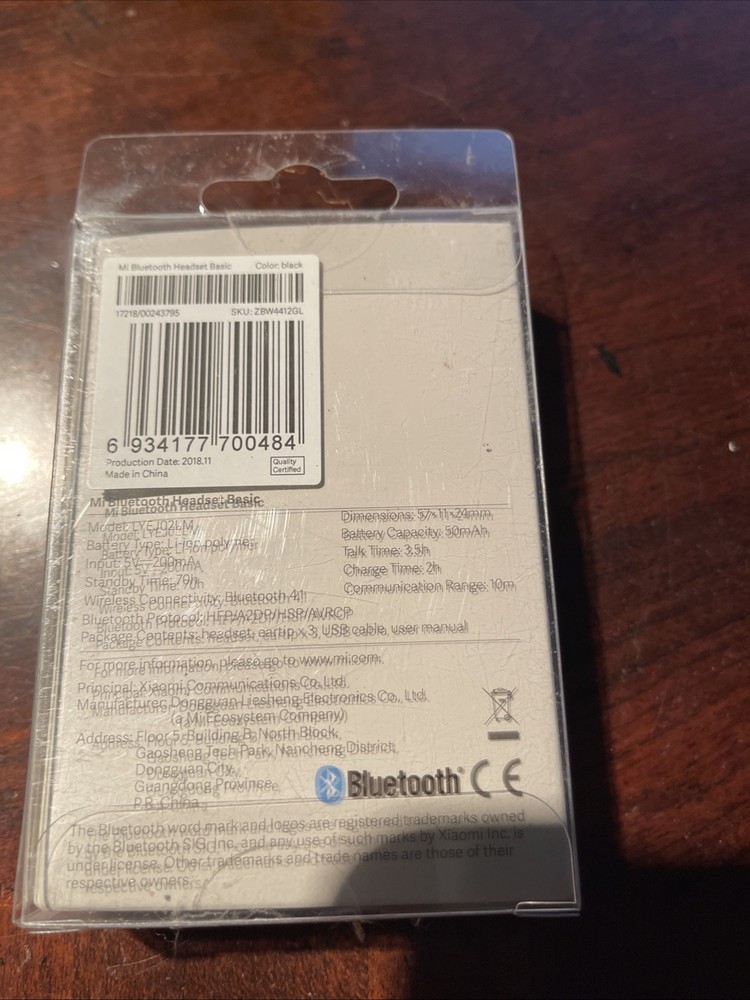 Mi Bluetooth Headset Basic Color: black
17218/00243795 SKU: ZBW4412GL
6 934177 700484
Production Date: 2018.11
Made in China
Quality Certified
Mi Bluetooth Headset Basic
Model: LYEJ02LM
Battery Type: Li-ion polymer
Input: 5V⎓200mA
Standby Time: 70h
Wireless Connectivity: Bluetooth 4.1
Bluetooth Protocol: HFP/A2DP/HSP/AVRCP
Package Contents: headset, eartip x 3, USB cable, user manual
Dimensions: 57×11×24mm
Battery Capacity: 50mAh
Talk Time: 3.5h
Charge Time: 2h
Communication Range: 10m
For more information, please go to www.mi.com.
Principal: Xiaomi Communications Co., Ltd.
Manufacturer: Dongguan Liesheng Electronics Co., Ltd.
(a Mi Ecosystem Company)
Address: Floor 5, Building B, North Block,
Gaosheng Tech Park, Nancheng District,
Dongguan City,
Guangdong Province,
P.R. China
Bluetooth® CE
The Bluetooth word mark and logos are registered trademarks owned
by the Bluetooth SIG, Inc. and any use of such marks by Xiaomi Inc. is
under license. Other trademarks and trade names are those of their
respective owners.